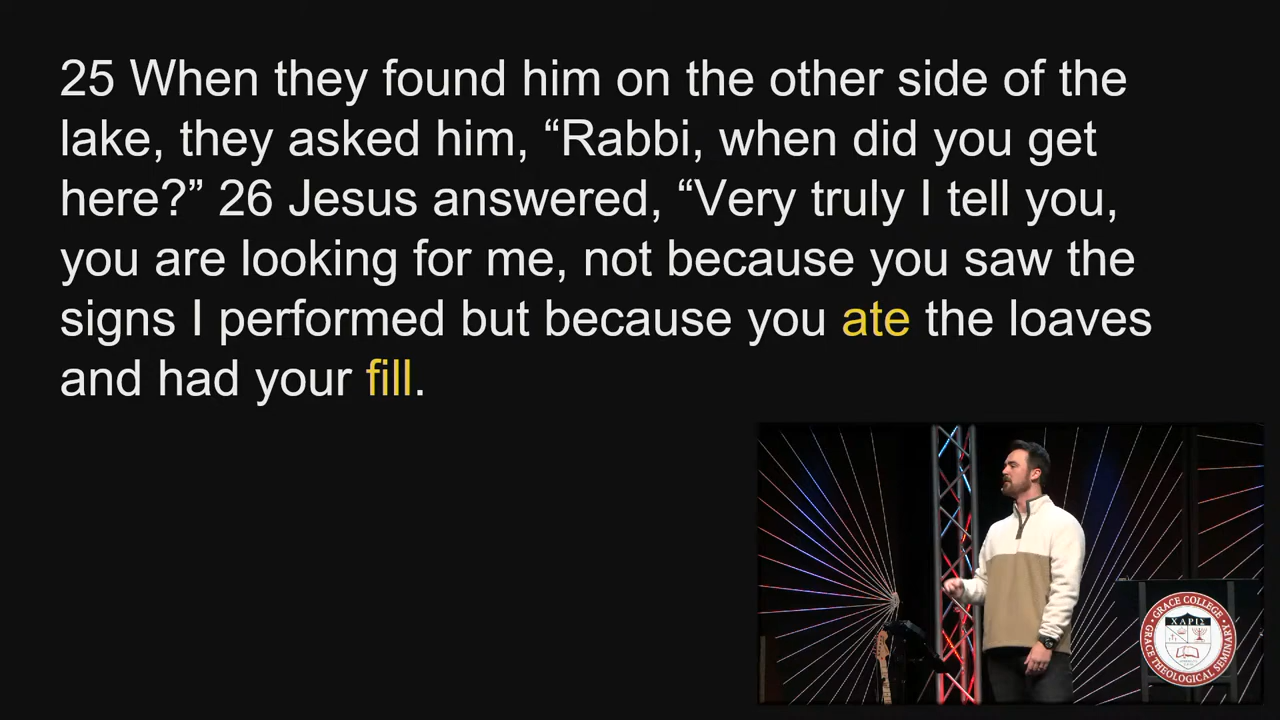 25 When they found him on the other side of the
lake, they asked him, “Rabbi, when did you get
here?” 26 Jesus answered, “Very truly I tell you,
you are looking for me, not because you saw the
signs I performed but because you ate the loaves
and had your fill.
GRACE COLLEGE
ΧΑΡΙΣ
GRACE THEOLOGICAL SEMINARY